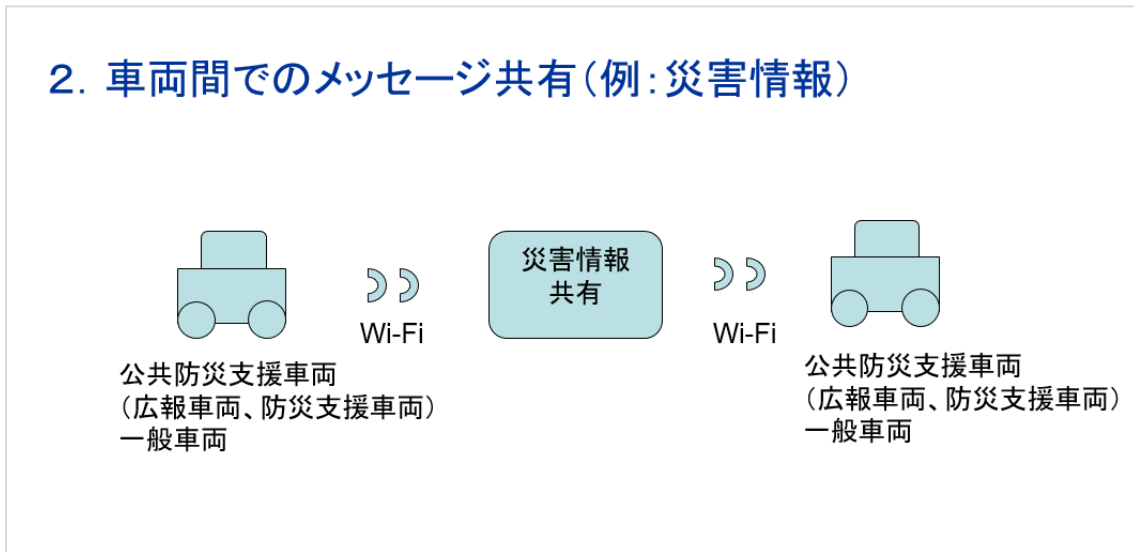 ２．車両間でのメッセージ共有（例：災害情報）
災害情報
共有
Wi-Fi
Wi-Fi
公共防災支援車両
（広報車両、防災支援車両）
一般車両
公共防災支援車両
（広報車両、防災支援車両）
一般車両